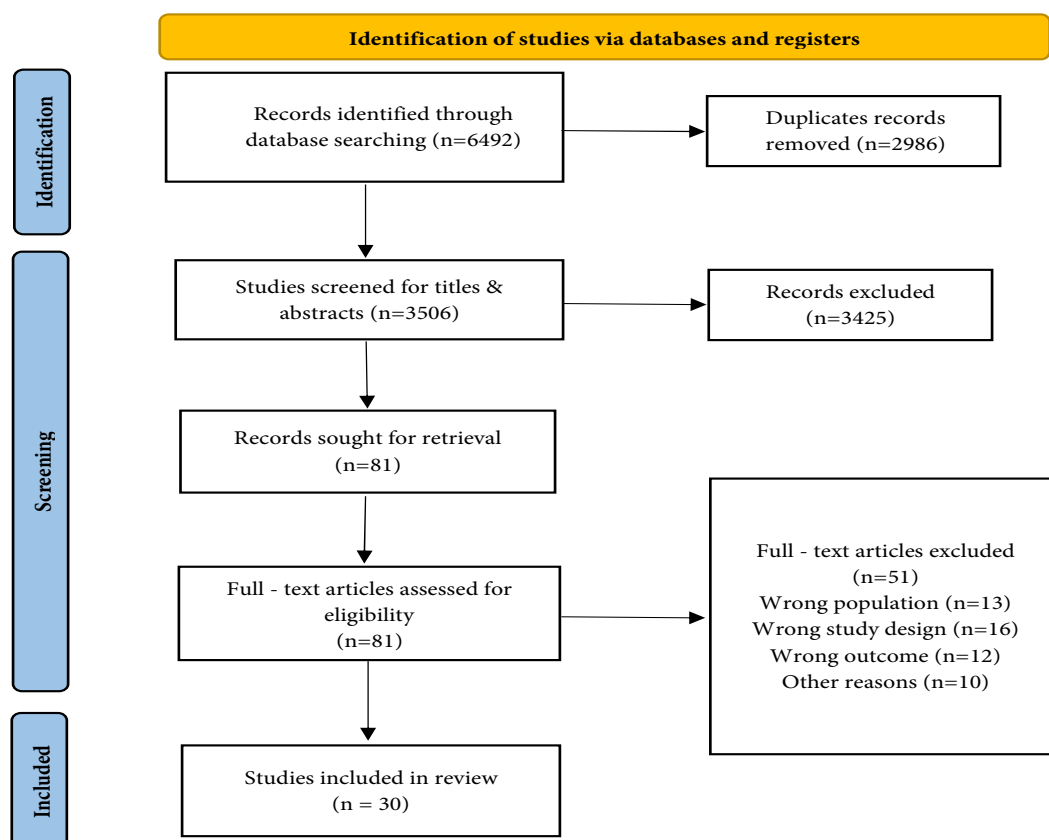 Identification of studies via databases and registers
Identification
Records identified through
database searching (n=6492)
Duplicates records
removed (n=2986)
Screening
Studies screened for titles &
abstracts (n=3506)
Records excluded
(n=3425)
Records sought for retrieval
(n=81)
Full - text articles assessed for
eligibility
(n=81)
Full - text articles excluded
(n=51)
Wrong population (n=13)
Wrong study design (n=16)
Wrong outcome (n=12)
Other reasons (n=10)
Included
Studies included in review
(n = 30)